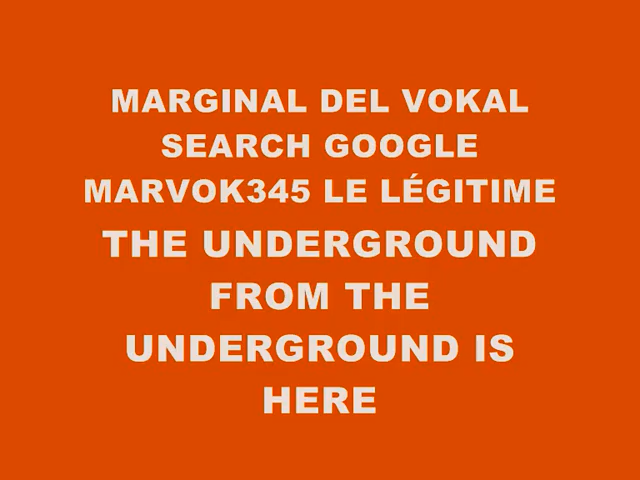 MARGINAL DEL VOKAL
SEARCH GOOGLE
MARVOK345 LE LÉGITIME
THE UNDERGROUND
FROM THE
UNDERGROUND IS
HERE